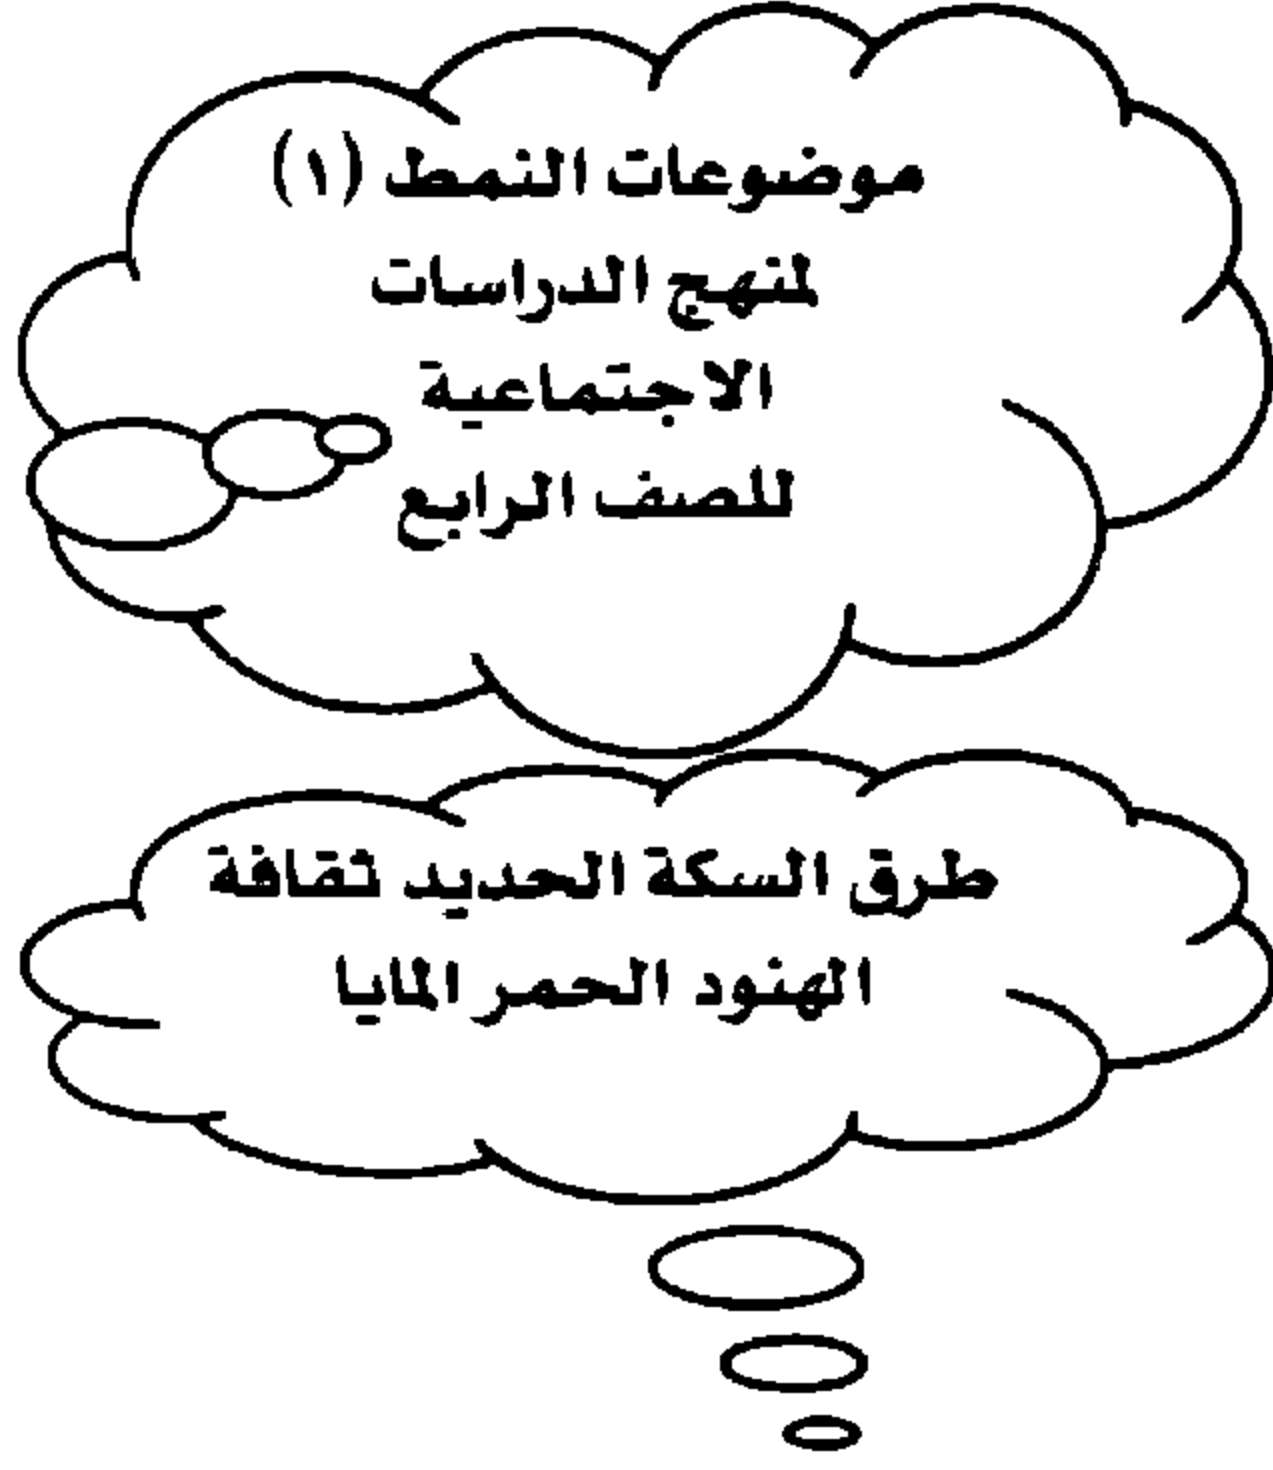 موضوعات النمط (١)
لمنهج الدراسات
الاجتماعية
للصف الرابع
طرق السكة الحديد ثقافة
الهنود الحمر المايا